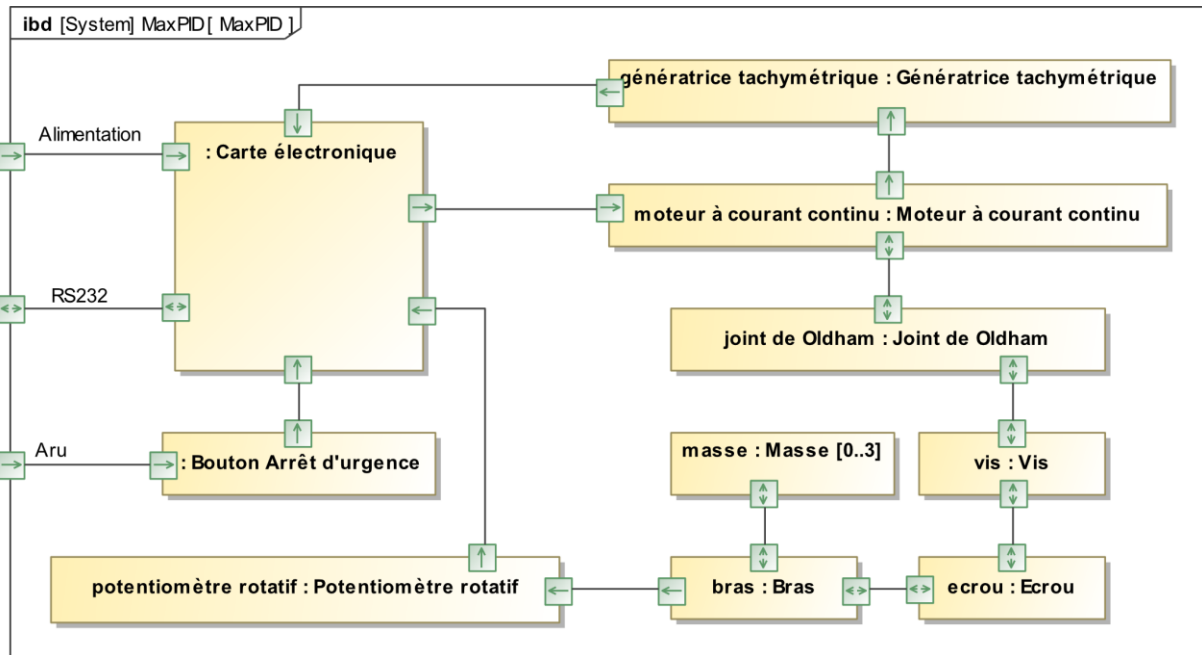 ibd [System] MaxPID[ MaxPID ]
génératrice tachymétrique : Génératrice tachymétrique
Alimentation
: Carte électronique
moteur à courant continu : Moteur à courant continu
RS232
joint de Oldham : Joint de Oldham
Aru
: Bouton Arrêt d'urgence
masse : Masse [0..3]
vis : Vis
potentiomètre rotatif : Potentiomètre rotatif
bras : Bras
ecrou : Ecrou